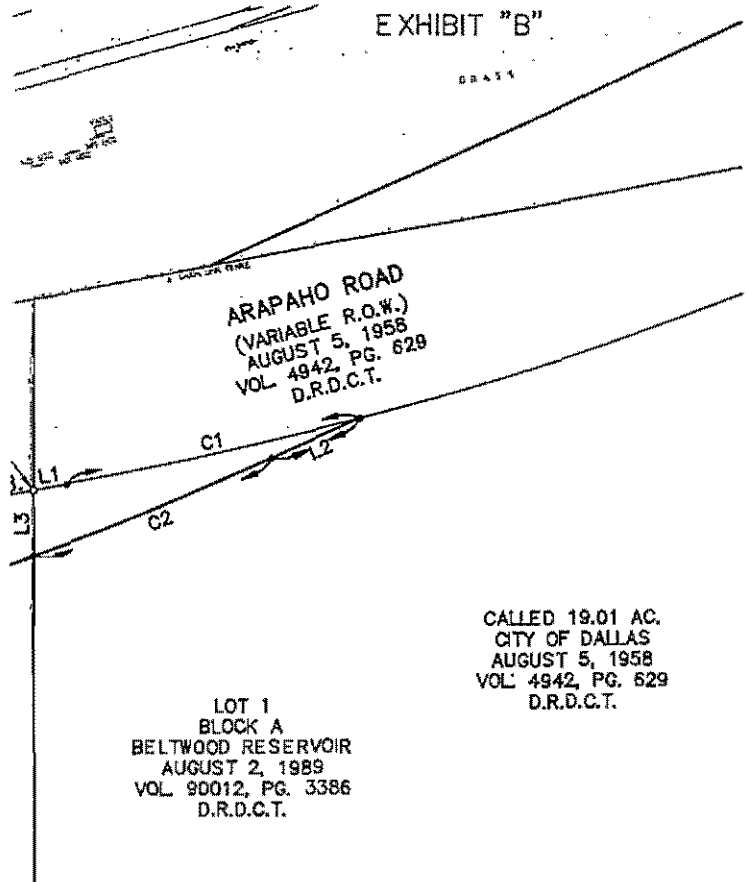 EXHIBIT "B"
ARAPAHO ROAD
(VARIABLE R.O.W.)
AUGUST 5, 1958
VOL. 4942, PG. 629
D.R.D.C.T.
C1
L1
L2
L3
C2
CALLED 19.01 AC.
CITY OF DALLAS
AUGUST 5, 1958
VOL. 4942, PG. 629
D.R.D.C.T.
LOT 1
BLOCK A
BELTWOOD RESERVOIR
AUGUST 2, 1989
VOL. 90012, PG. 3386
D.R.D.C.T.